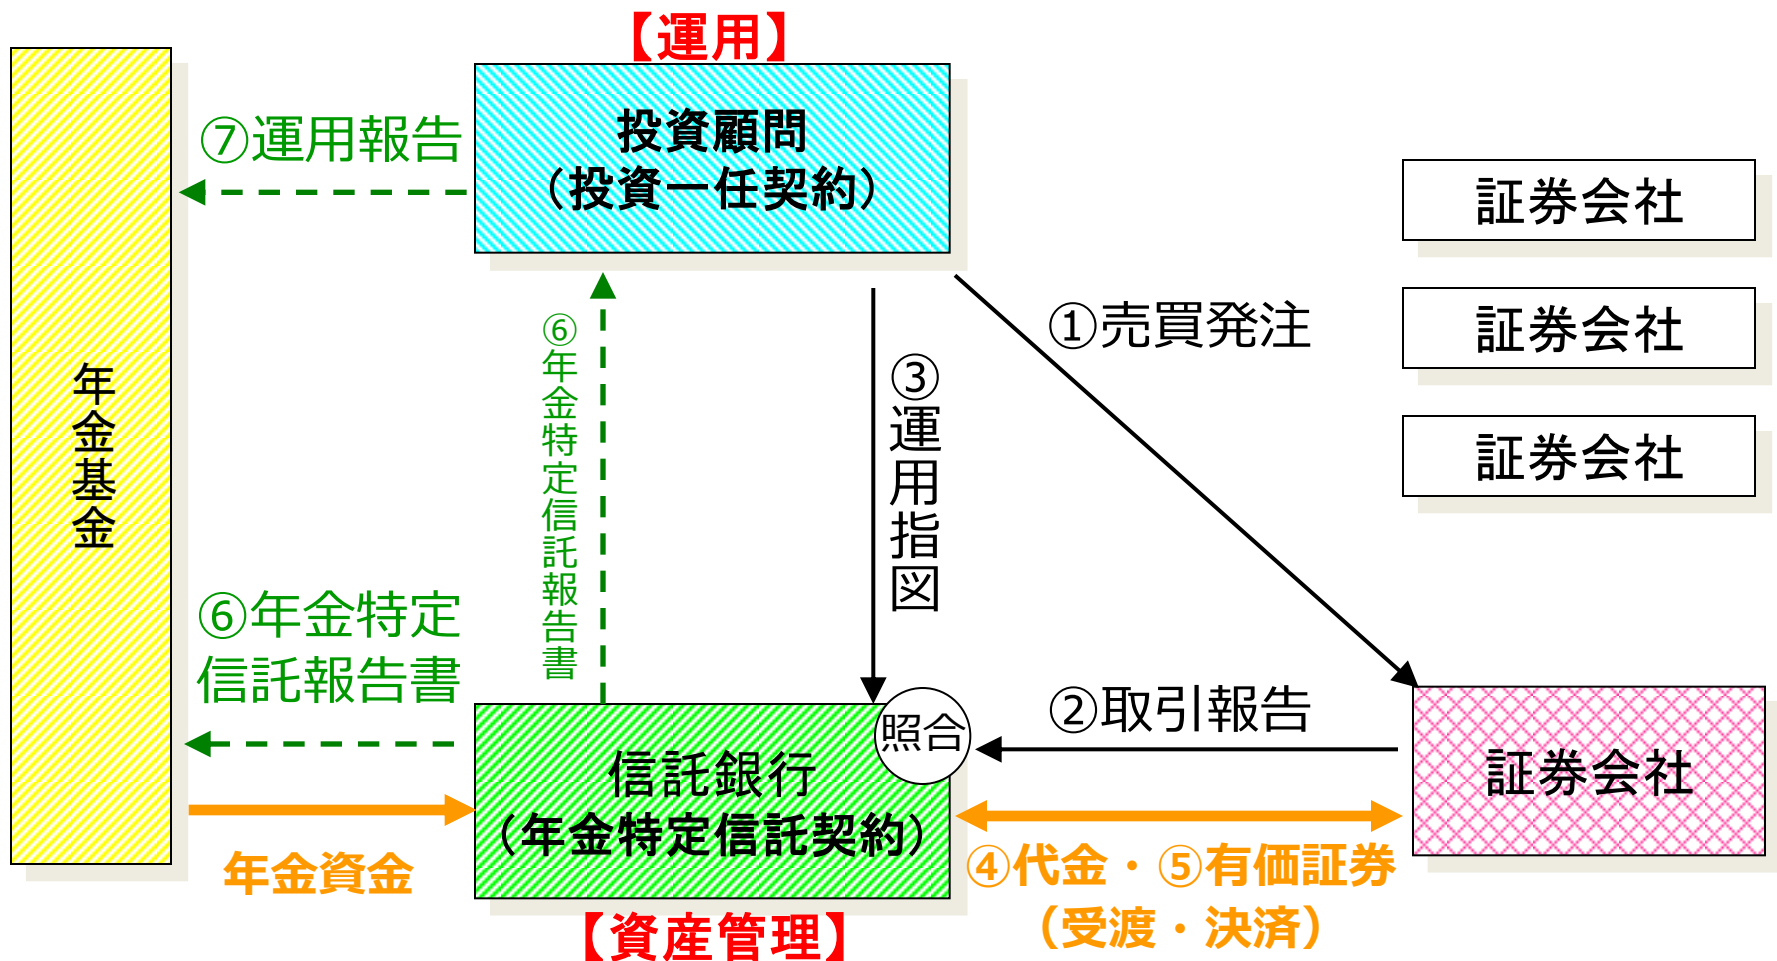 【運用】
投資顧問
（投資一任契約）
⑦運用報告
年金基金
証券会社
証券会社
証券会社
①売買発注
③運用指図
⑥年金特定信託報告書
⑥年金特定
信託報告書
②取引報告
照合
信託銀行
（年金特定信託契約）
証券会社
年金資金
④代金・⑤有価証券
（受渡・決済）
【資産管理】